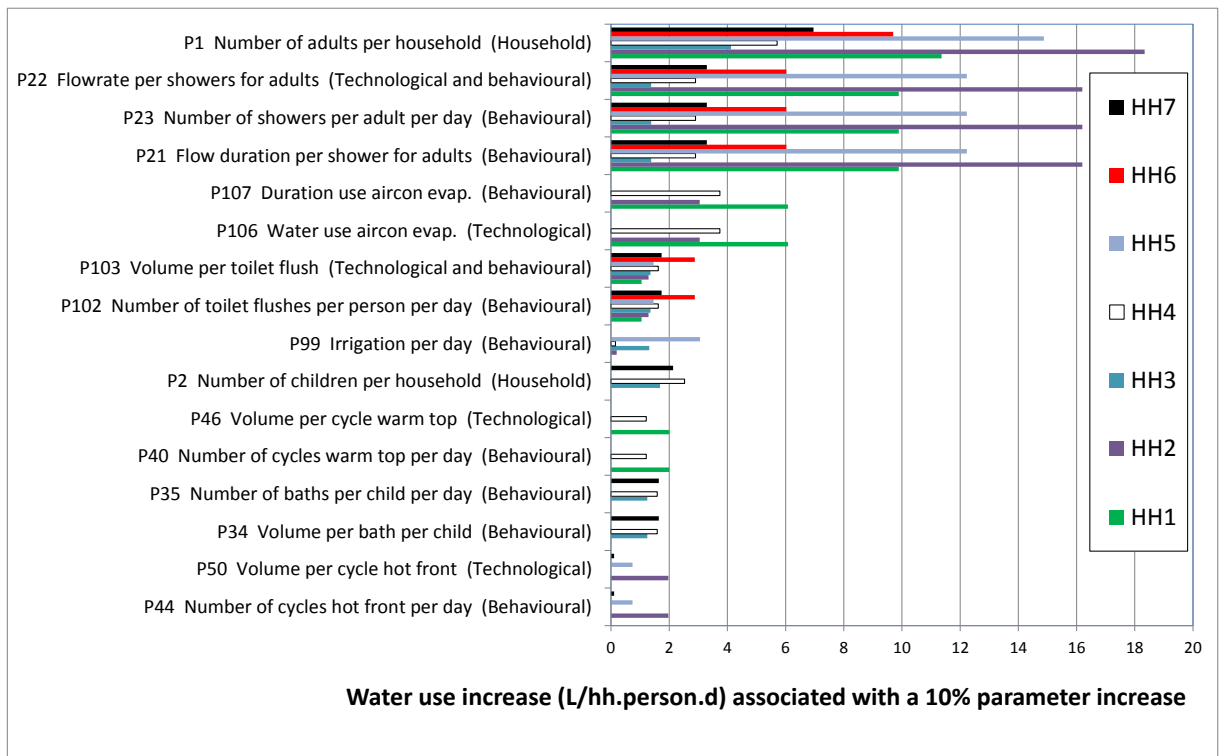 P1 Number of adults per household (Household)
P22 Flowrate per showers for adults (Technological and behavioural)
P23 Number of showers per adult per day (Behavioural)
P21 Flow duration per shower for adults (Behavioural)
P107 Duration use aircon evap. (Behavioural)
P106 Water use aircon evap. (Technological)
P103 Volume per toilet flush (Technological and behavioural)
P102 Number of toilet flushes per person per day (Behavioural)
P99 Irrigation per day (Behavioural)
P2 Number of children per household (Household)
P46 Volume per cycle warm top (Technological)
P40 Number of cycles warm top per day (Behavioural)
P35 Number of baths per child per day (Behavioural)
P34 Volume per bath per child (Behavioural)
P50 Volume per cycle hot front (Technological)
P44 Number of cycles hot front per day (Behavioural)
HH7
HH6
HH5
HH4
HH3
HH2
HH1
0 2 4 6 8 10 12 14 16 18 20
Water use increase (L/hh.person.d) associated with a 10% parameter increase